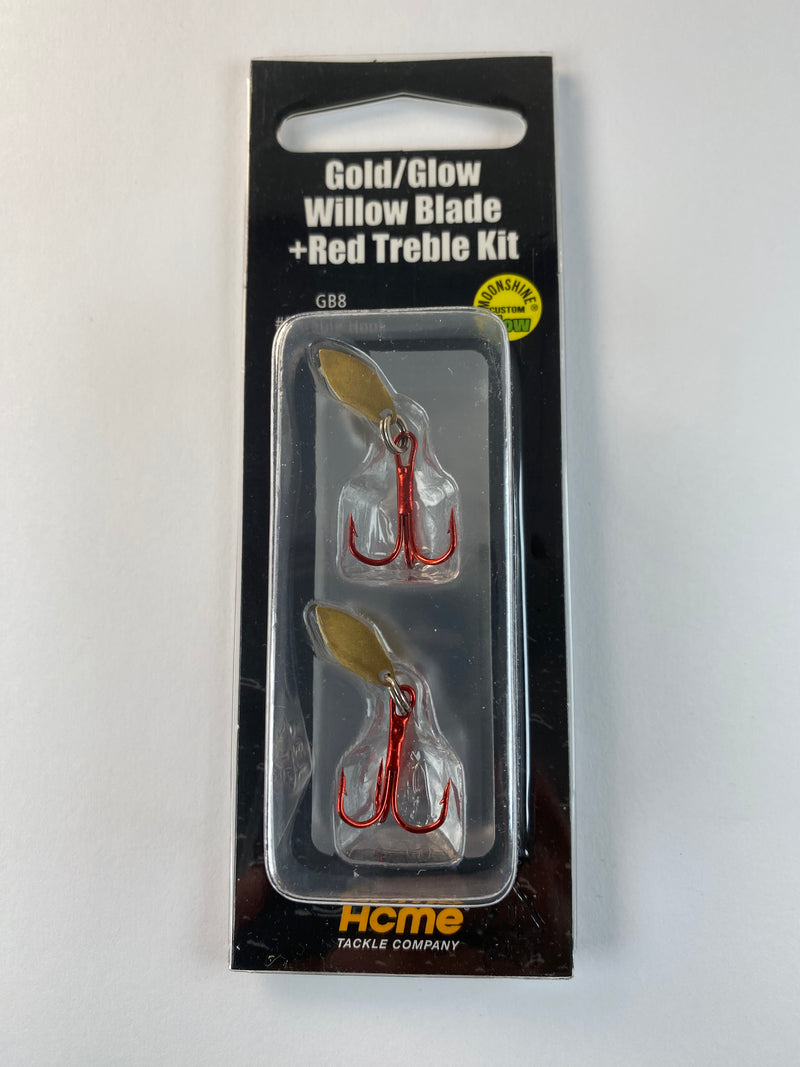 Gold/Glow
Willow Blade
+Red Treble Kit
GB8
MOONSHINE®
CUSTOM
Acme
TACKLE COMPANY